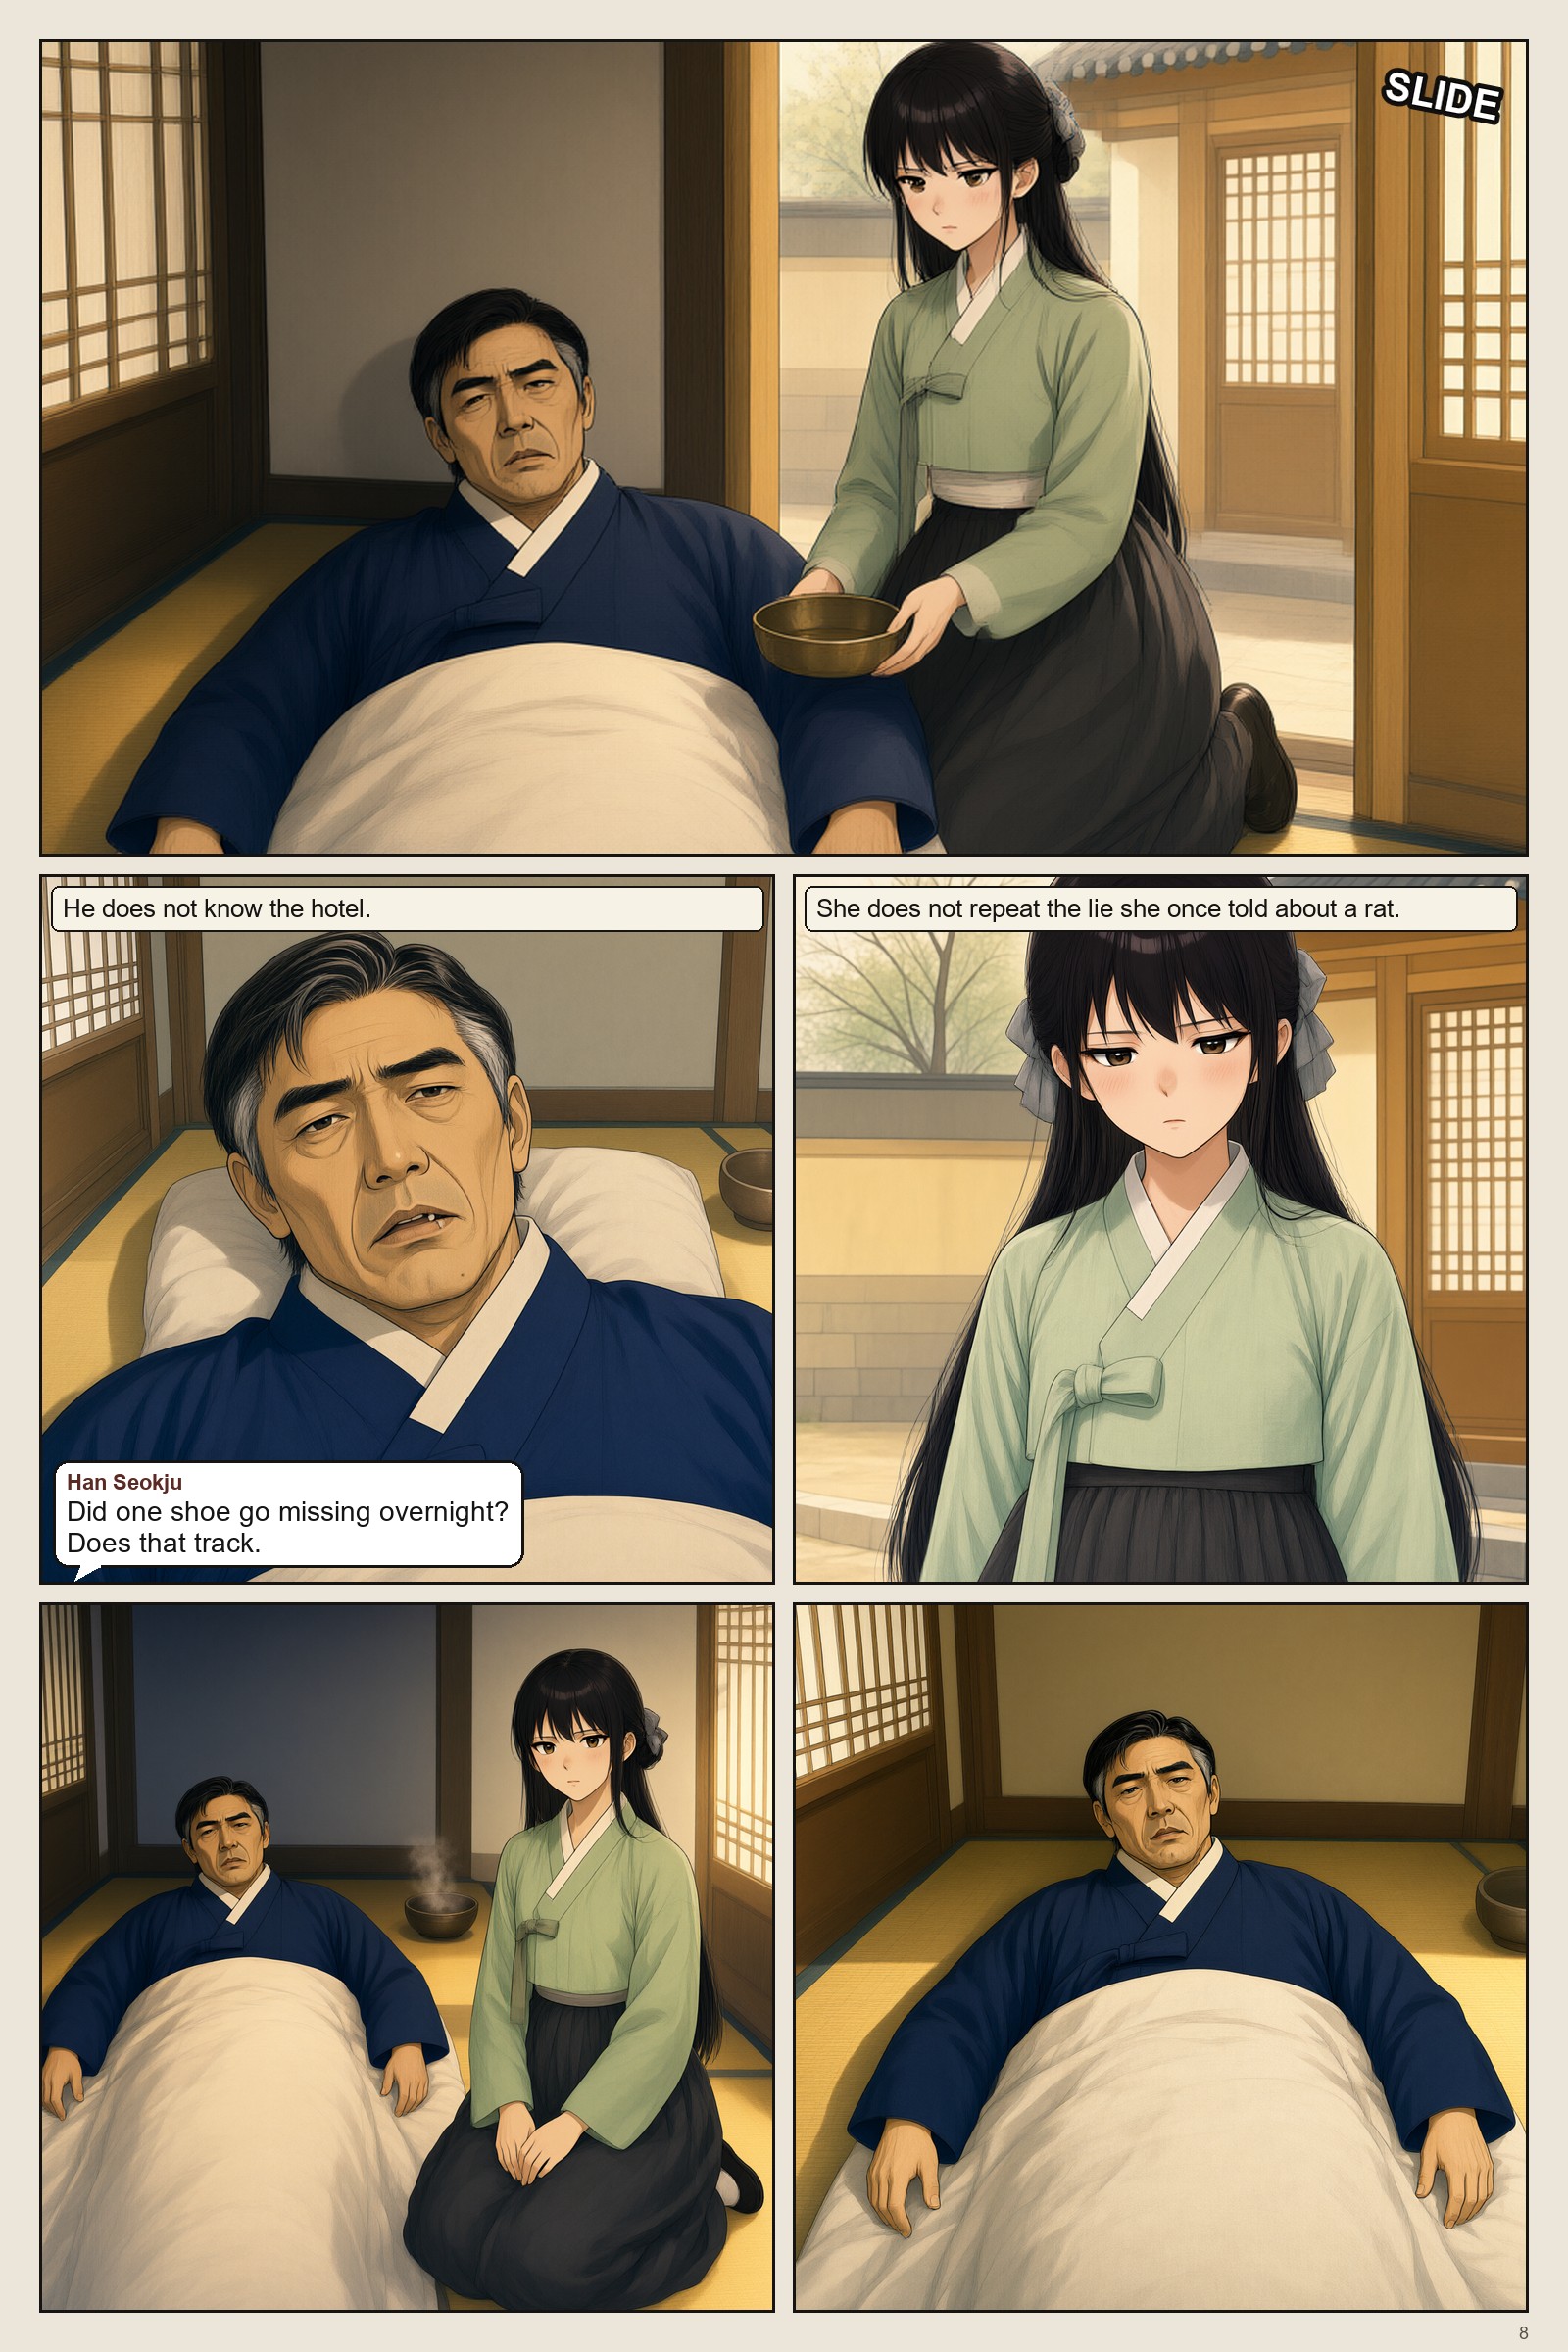 SLIDE
He does not know the hotel.
She does not repeat the lie she once told about a rat.
Han Seokju
Did one shoe go missing overnight?
Does that track.
8